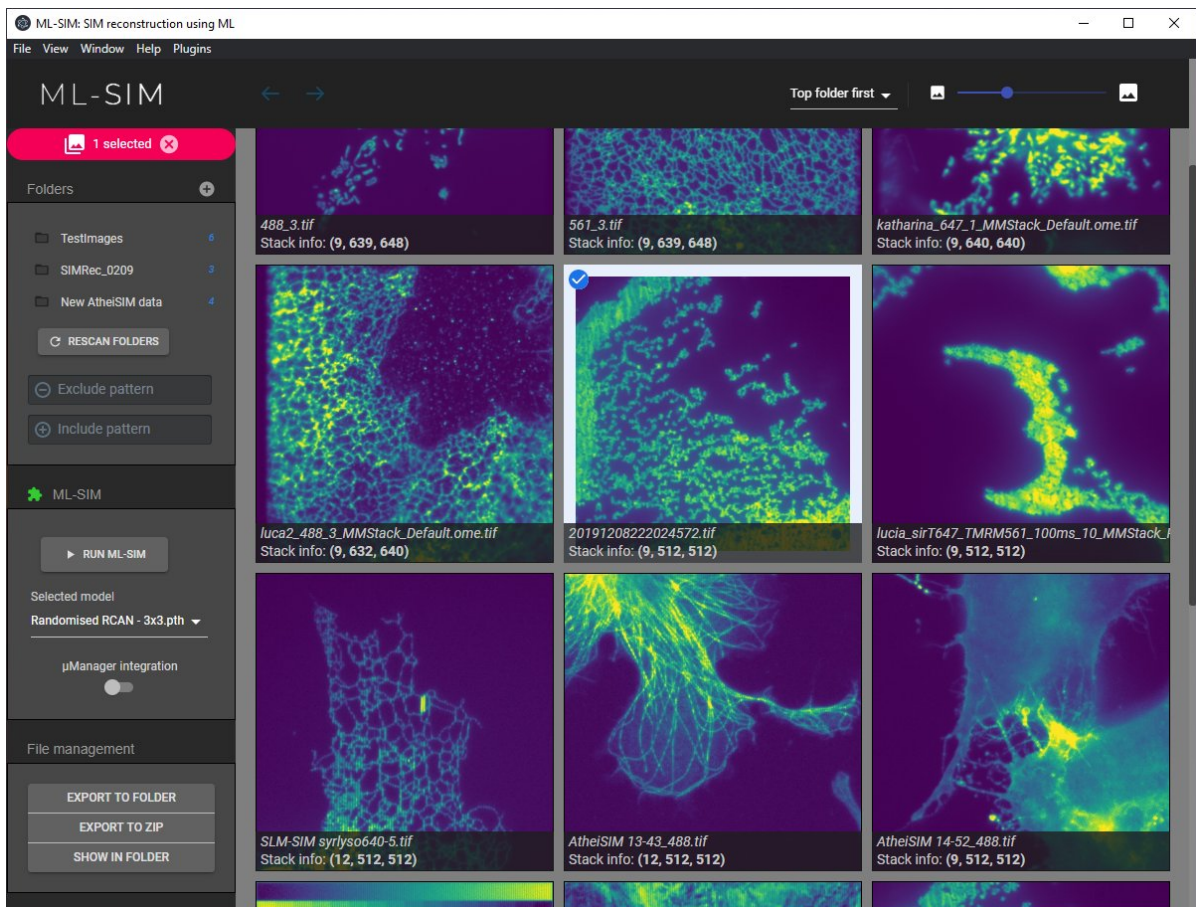 ML-SIM: SIM reconstruction using ML
File View Window Help Plugins
ML-SIM
Top folder first
1 selected
Folders
TestImages 6
SIMRec_0209 3
New AtheiSIM data 4
RESCAN FOLDERS
Exclude pattern
Include pattern
ML-SIM
RUN ML-SIM
Selected model
Randomised RCAN - 3x3.pth
µManager integration
File management
EXPORT TO FOLDER
EXPORT TO ZIP
SHOW IN FOLDER
488_3.tif
Stack info: (9, 639, 648)
561_3.tif
Stack info: (9, 639, 648)
katharina_647_1_MMStack_Default.ome.tif
Stack info: (9, 640, 640)
luca2_488_3_MMStack_Default.ome.tif
Stack info: (9, 632, 640)
20191208222024572.tif
Stack info: (9, 512, 512)
lucia_sirT647_TMRM561_100ms_10_MMStack_
Stack info: (9, 512, 512)
SLM-SIM syrlyso640-5.tif
Stack info: (12, 512, 512)
AtheiSIM 13-43_488.tif
Stack info: (12, 512, 512)
AtheiSIM 14-52_488.tif
Stack info: (9, 512, 512)